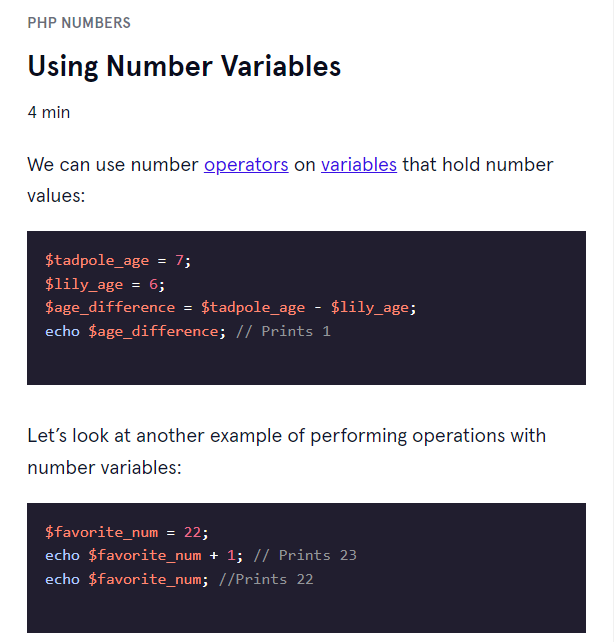 PHP NUMBERS
Using Number Variables
4 min
We can use number operators on variables that hold number
values:
$tadpole_age = 7;
$lily_age = 6;
$age_difference = $tadpole_age - $lily_age;
echo $age_difference; // Prints 1
Let’s look at another example of performing operations with
number variables:
$favorite_num = 22;
echo $favorite_num + 1; // Prints 23
echo $favorite_num; //Prints 22